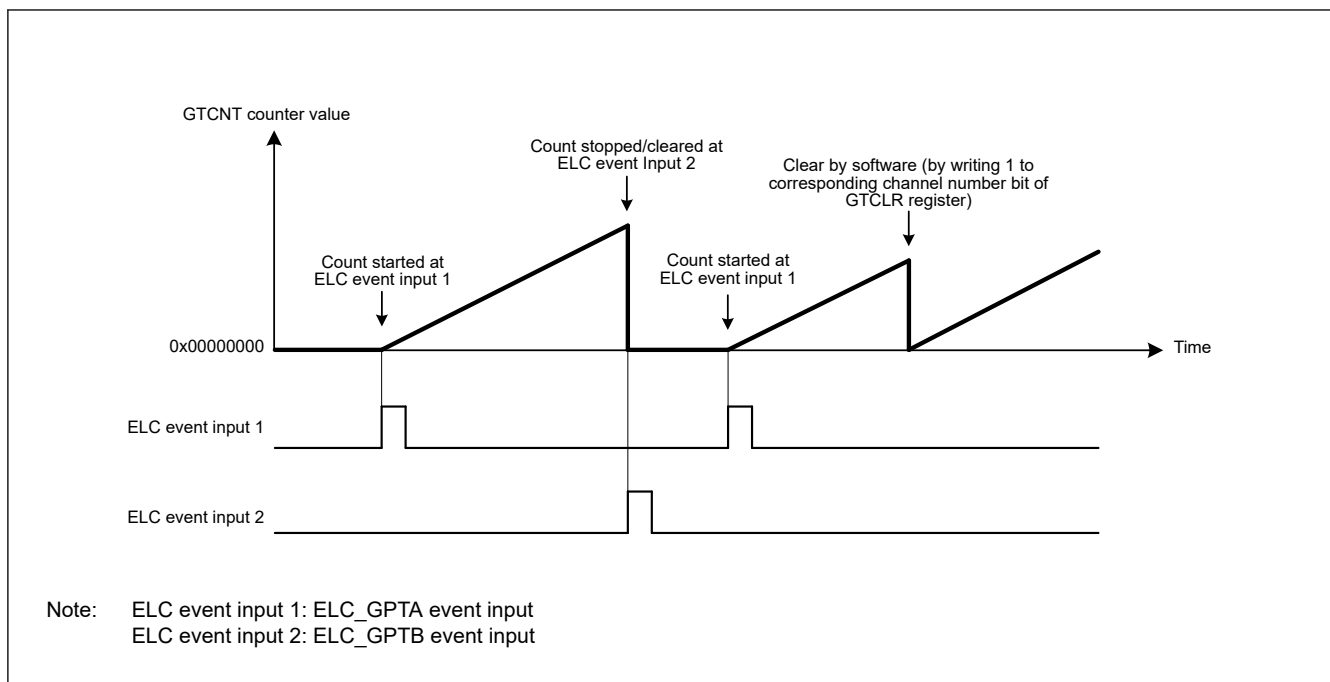 GTCNT counter value
Count stopped/cleared at
ELC event Input 2
Clear by software (by writing 1 to
corresponding channel number bit of
GTCLR register)
Count started at
ELC event input 1
Count started at
ELC event input 1
0x00000000
Time
ELC event input 1
ELC event input 2
Note: ELC event input 1: ELC_GPTA event input
ELC event input 2: ELC_GPTB event input